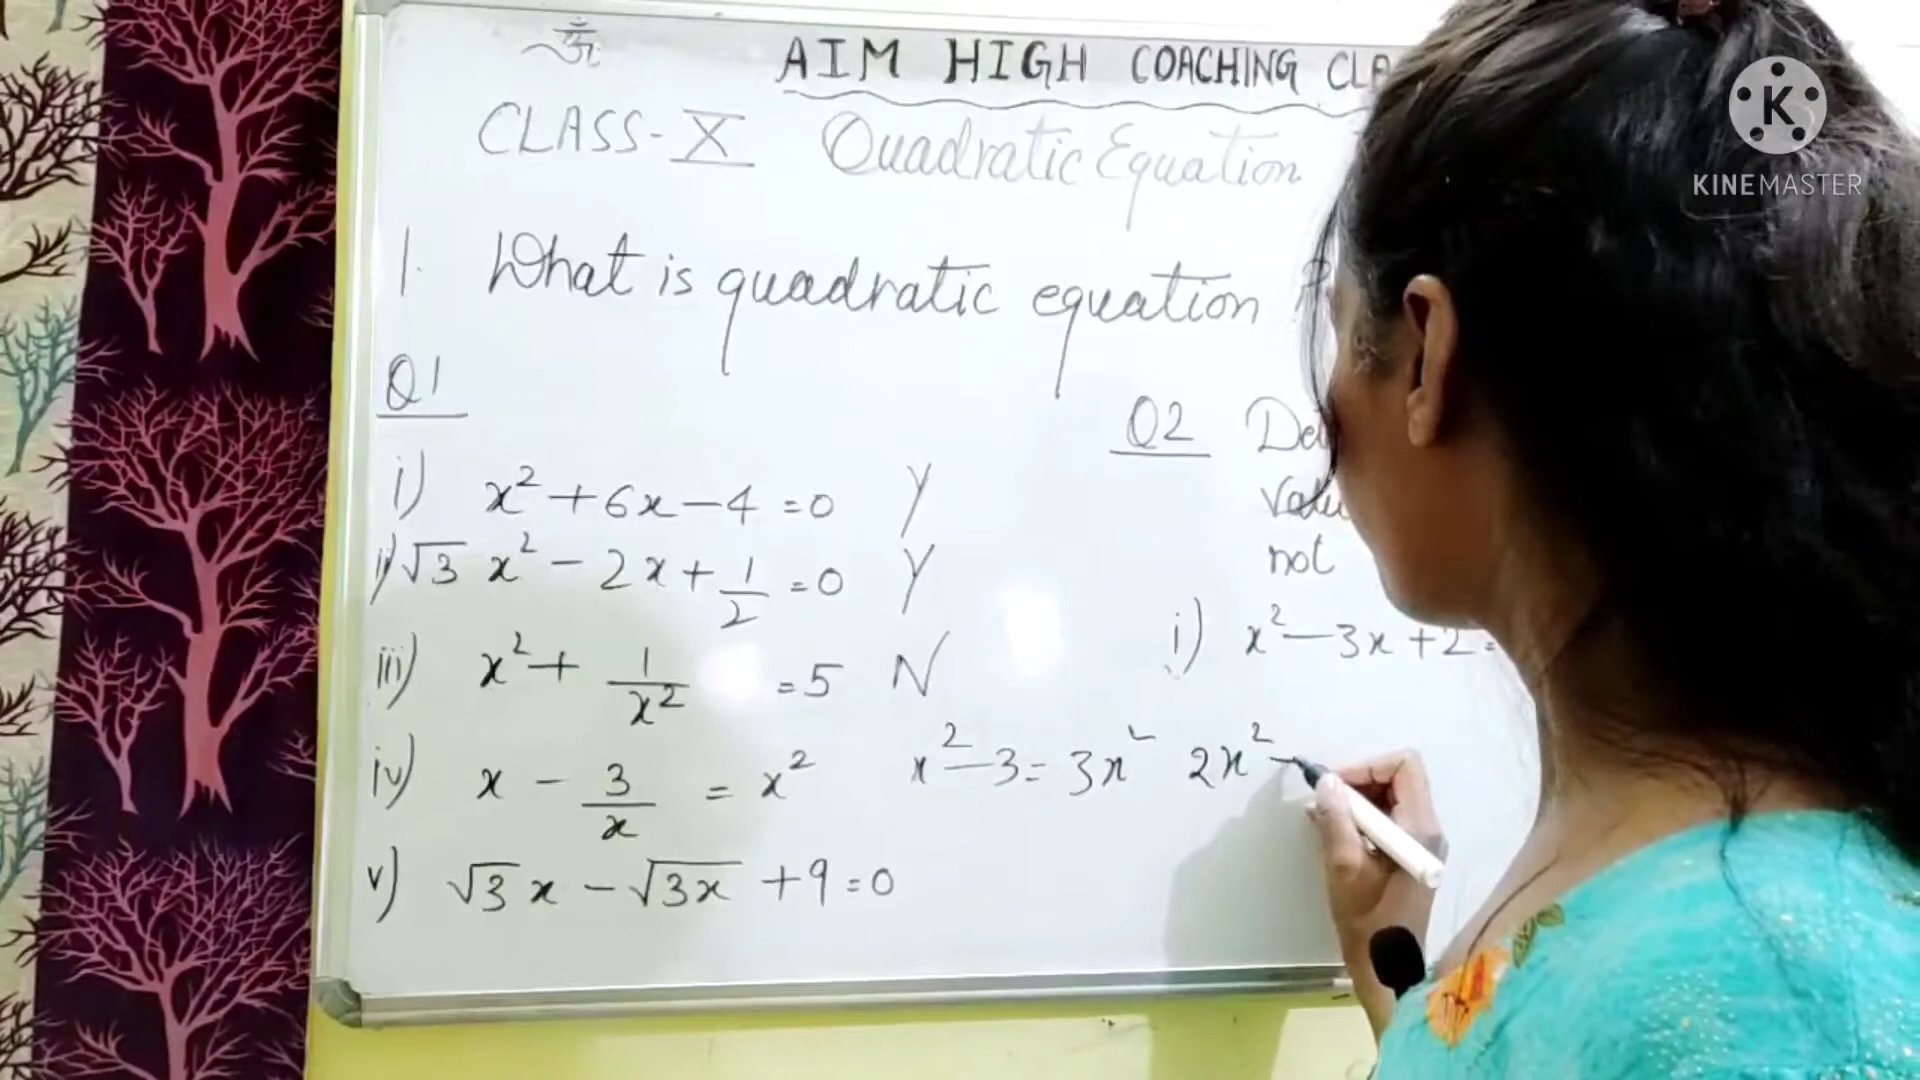 ॐ
AIM HIGH COACHING CLA
CLASS-X Quadratic Equation
1. What is quadratic equation
Q1
i) x² + 6x - 4 = 0 Y
ii) √3 x² - 2x + 1/2 = 0 Y
iii) x² + 1/x² = 5 N
iv) x - 3/x = x² x² - 3 = 3x² 2x² -
v) √3 x - √3x + 9 = 0
Q2 Det
valu
not
i) x² - 3x + 2 =
K
KINEMASTER